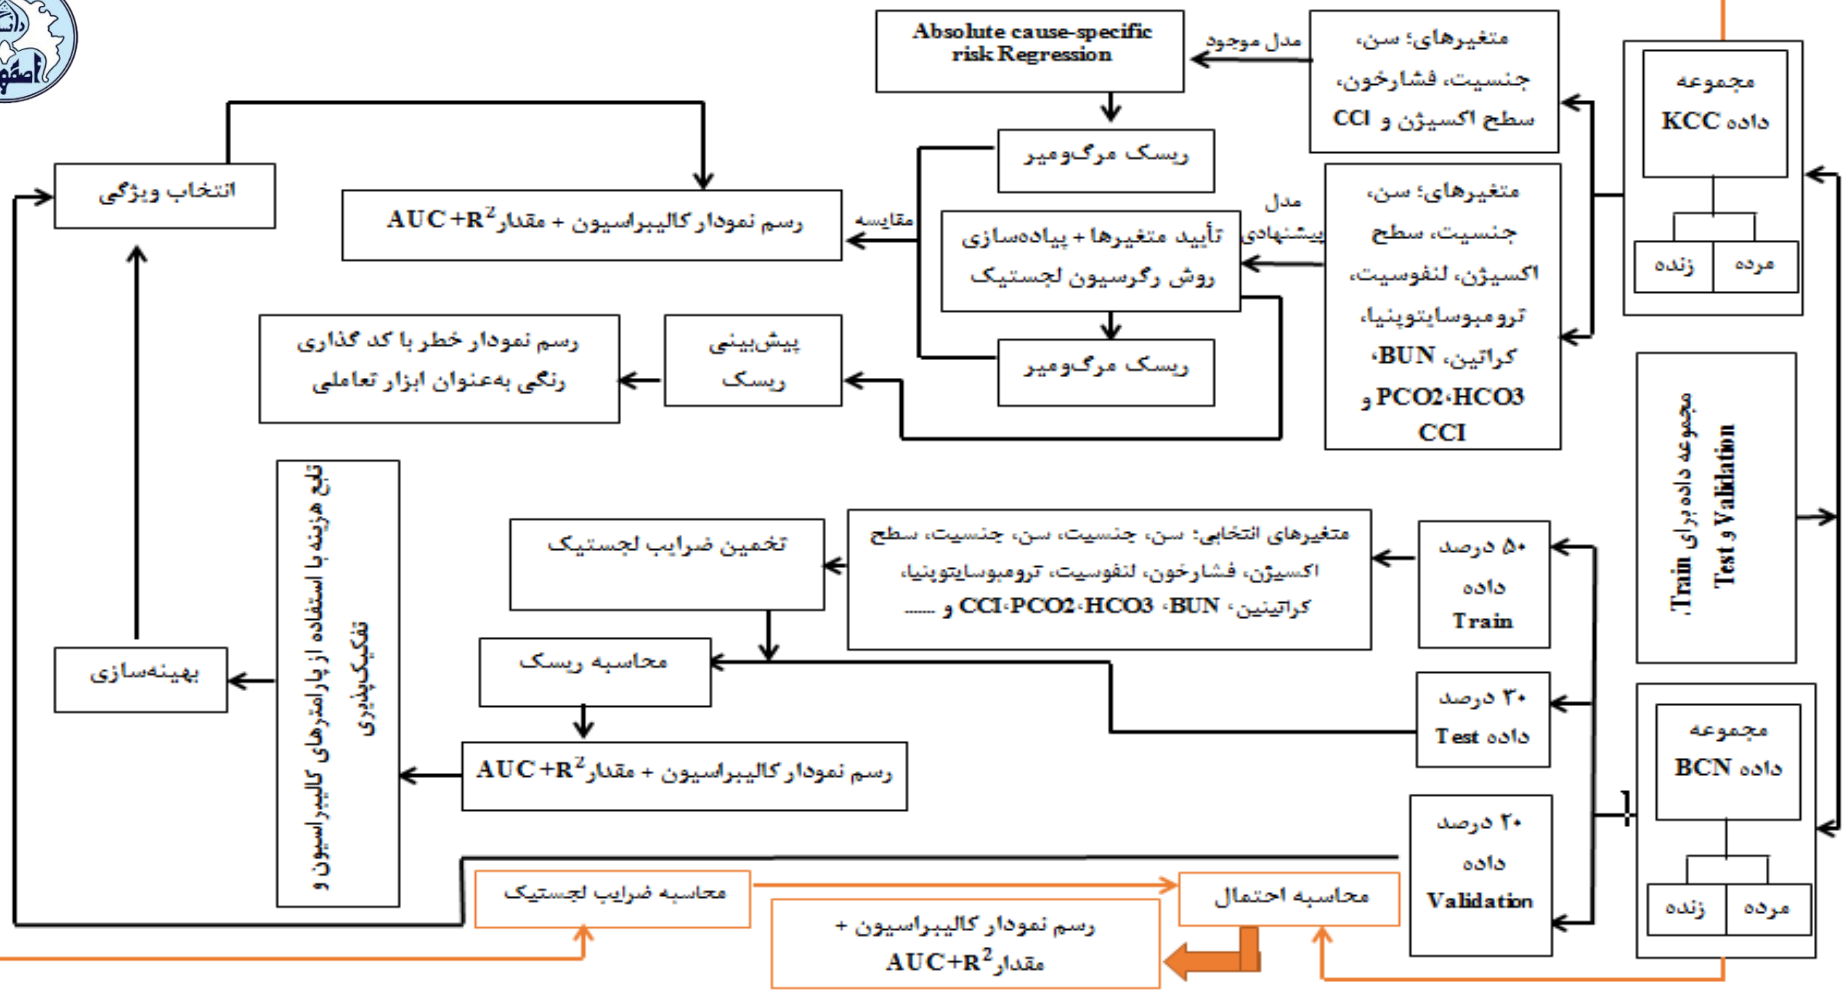 مجموعه
داده KCC
مرده
زنده
متغیرهای؛ سن،
جنسیت، فشارخون،
سطح اکسیژن و CCI
مدل موجود
Absolute cause-specific
risk Regression
ریسک مرگ‌ومیر
متغیرهای؛ سن،
جنسیت، سطح
اکسیژن، لنفوسیت،
ترومبوسایتوپنیا،
کراتین، BUN،
PCO2،HCO3 و
CCI
مدل
پیشنهادی
تأیید متغیرها + پیاده‌سازی
روش رگرسیون لجستیک
ریسک مرگ‌ومیر
مقایسه
رسم نمودار کالیبراسیون + مقدار AUC+R²
انتخاب ویژگی
پیش‌بینی
ریسک
رسم نمودار خطر با کد گذاری
رنگی به‌عنوان ابزار تعاملی
مجموعه داده برای Train،
Test و Validation
مجموعه
داده BCN
مرده
زنده
۵۰ درصد
داده
Train
۳۰ درصد
داده Test
۲۰ درصد
داده
Validation
متغیرهای انتخابی؛ سن، جنسیت، سن، جنسیت، سطح
اکسیژن، فشارخون، لنفوسیت، ترومبوسایتوپنیا،
کراتینین، CCI،PCO2،HCO3 ،BUN و .......
تخمین ضرایب لجستیک
محاسبه ریسک
رسم نمودار کالیبراسیون + مقدار AUC+R²
تابع هزینه با استفاده از پارامترهای کالیبراسیون و
تفکیک‌پذیری
بهینه‌سازی
محاسبه ضرایب لجستیک
محاسبه احتمال
رسم نمودار کالیبراسیون +
مقدار AUC+R²